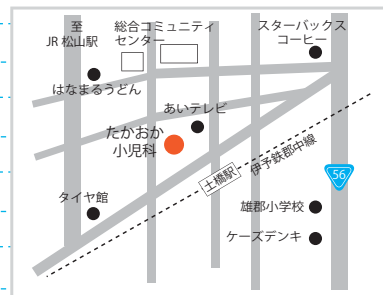 至
JR 松山駅
総合コミュニティ
センター
スターバックス
コーヒー
はなまるうどん
あいテレビ
たかおか
小児科
土橋駅
伊予鉄郡中線
56
タイヤ館
雄郡小学校
ケーズデンキ